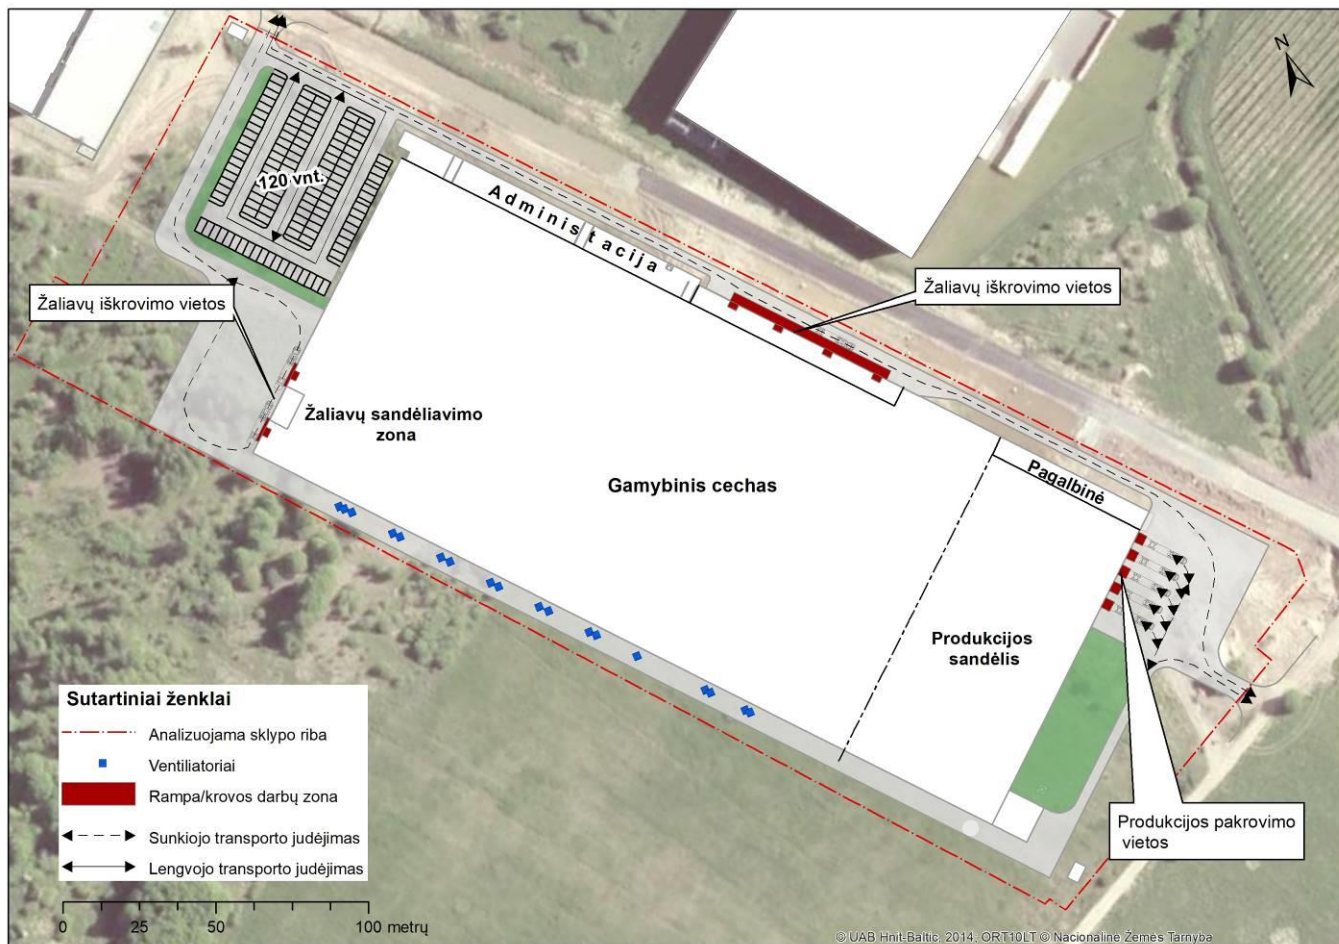 N
120 vnt.
Adminis tacija
Žaliavų iškrovimo vietos
Žaliavų iškrovimo vietos
Žaliavų sandėliavimo
zona
Gamybinis cechas
Pagalbinė
Produkcijos
sandėlis
Produkcijos pakrovimo
vietos
Sutartiniai ženklai
Analizuojama sklypo riba
Ventiliatoriai
Rampa/krovos darbų zona
Sunkiojo transporto judėjimas
Lengvojo transporto judėjimas
0 25 50 100 metrų
© UAB Hnit-Baltic, 2014; ORT10LT © Nacionalinė Žemės Tarnyba